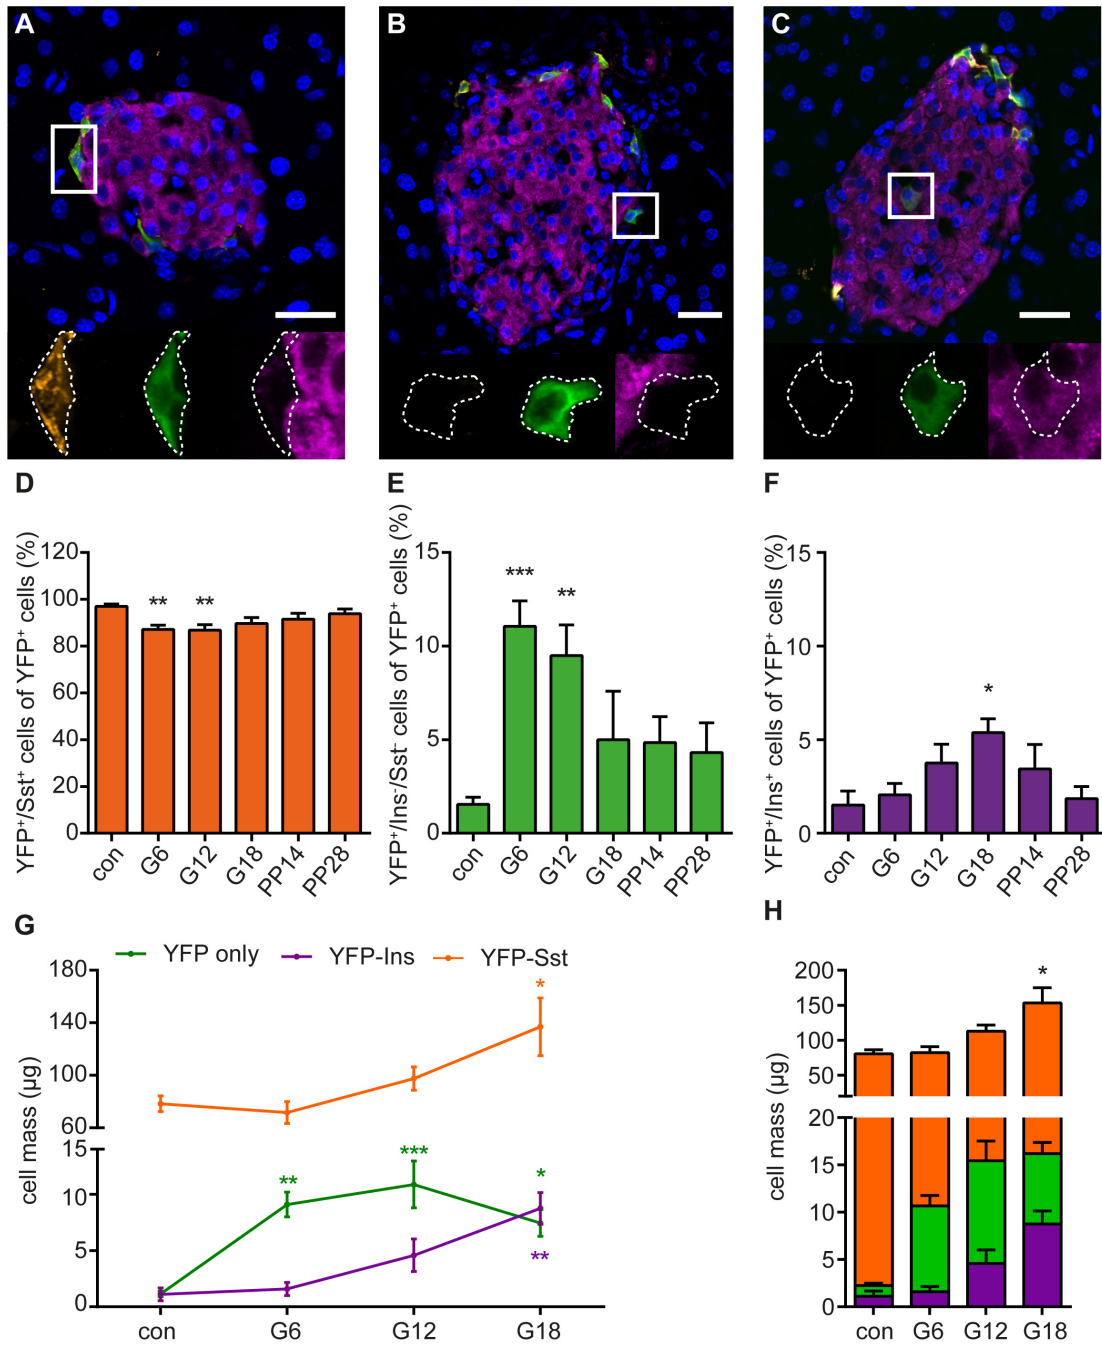 A
B
C
D
E
F
YFP⁺/Sst⁺ cells of YFP⁺ cells (%)
120
100
80
60
40
20
0
** **
con G6 G12 G18 PP14 PP28
YFP⁺/Ins⁻/Sst⁻ cells of YFP⁺ cells (%)
15
10
5
0
*** **
con G6 G12 G18 PP14 PP28
YFP⁺/Ins⁺ cells of YFP⁺ cells (%)
15
10
5
0
*
con G6 G12 G18 PP14 PP28
G
YFP only YFP-Ins YFP-Sst
cell mass (µg)
180
140
100
60
15
10
5
0
*
** *** *
**
con G6 G12 G18
H
cell mass (µg)
200
150
100
50
20
15
10
5
0
*
con G6 G12 G18